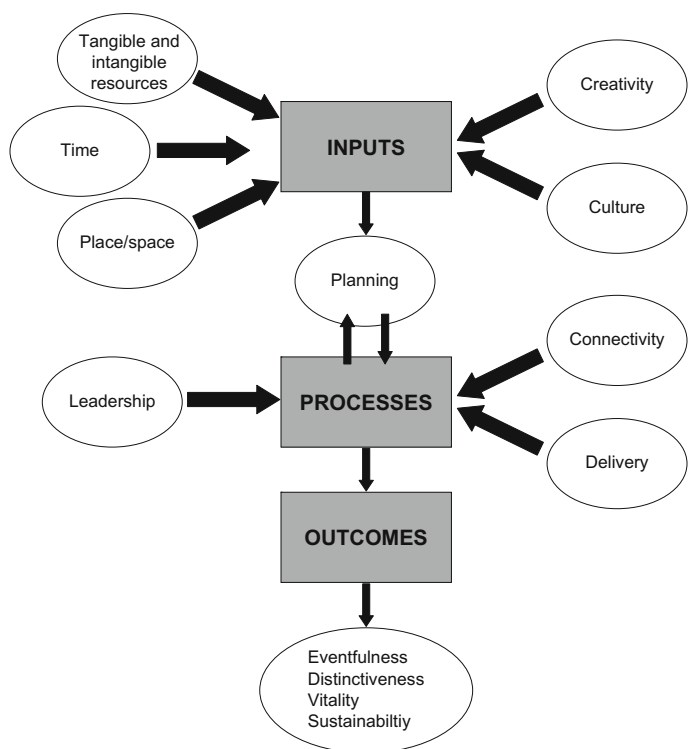 Tangible and
intangible
resources
Creativity
INPUTS
Time
Culture
Place/space
Planning
Connectivity
Leadership
PROCESSES
Delivery
OUTCOMES
Eventfulness
Distinctiveness
Vitality
Sustainabiltiy